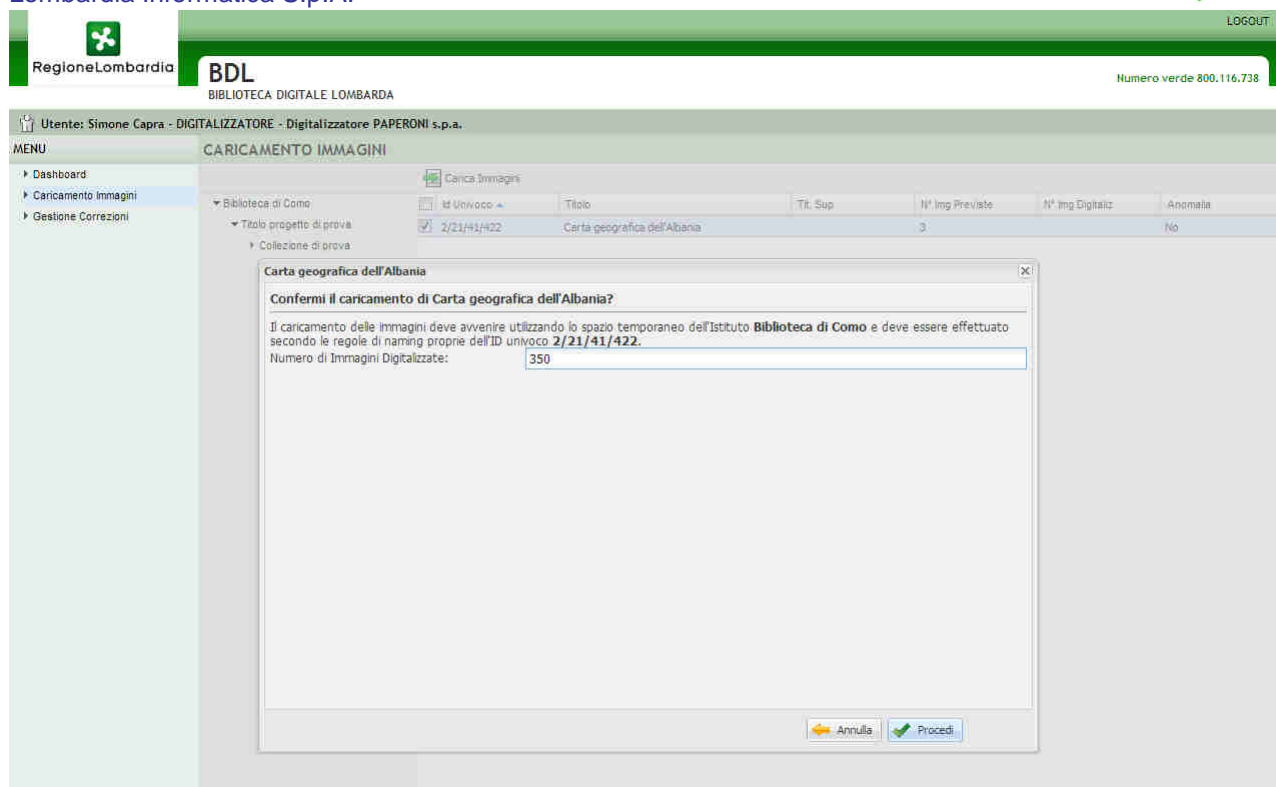 Lombardia Informatica S.p.A.
LOGOUT
RegioneLombardia
BDL
BIBLIOTECA DIGITALE LOMBARDA
Numero verde 800.116.738
Utente: Simone Capra - DIGITALIZZATORE - Digitalizzatore PAPERONI s.p.a.
MENU
CARICAMENTO IMMAGINI
Dashboard
Caricamento Immagini
Gestione Correzioni
Carica Immagini
Biblioteca di Como
Titolo progetto di prova
Collezione di prova
Id Univoco Titolo Tit. Sup N° Img Previste N° Img Digitaliz Anomalia
2/21/41/422 Carta geografica dell'Albania 3 No
Carta geografica dell'Albania
Confermi il caricamento di Carta geografica dell'Albania?
Il caricamento delle immagini deve avvenire utilizzando lo spazio temporaneo dell'Istituto Biblioteca di Como e deve essere effettuato
secondo le regole di naming proprie dell'ID univoco 2/21/41/422.
Numero di Immagini Digitalizzate: 350
Annulla Procedi